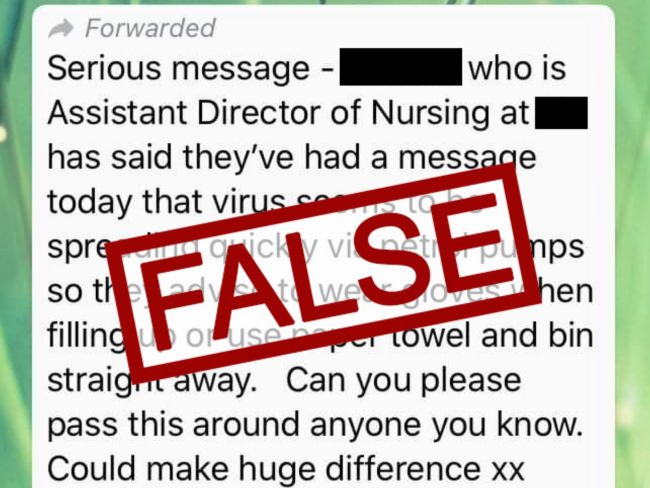 Forwarded
Serious message - who is
Assistant Director of Nursing at
has said they've had a message
today that virus seems to be
spreading quickly via petrol pumps
so they advise to wear gloves when
filling up or use paper towel and bin
straight away. Can you please
pass this around anyone you know.
Could make huge difference xx
FALSE